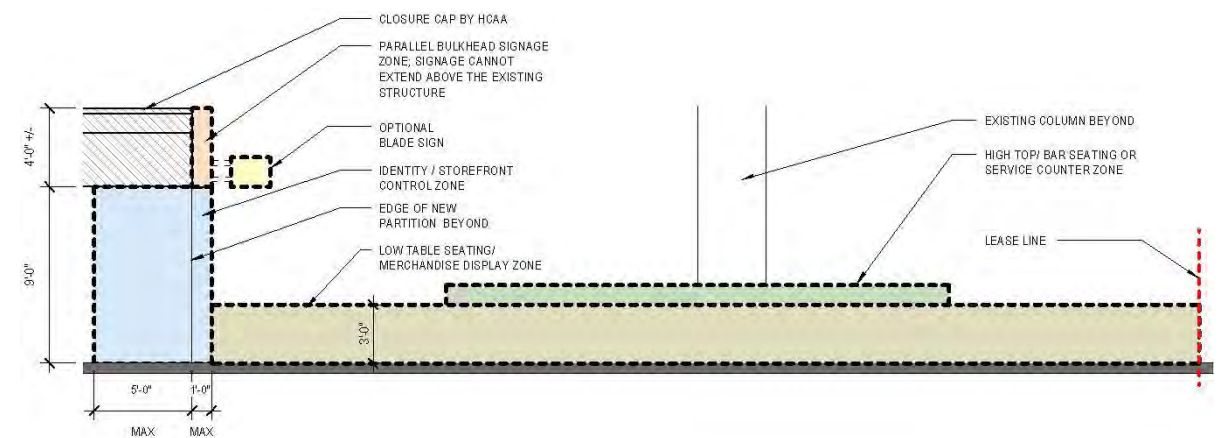 CLOSURE CAP BY HCAA
PARALLEL BULKHEAD SIGNAGE
ZONE; SIGNAGE CANNOT
EXTEND ABOVE THE EXISTING
STRUCTURE
OPTIONAL
BLADE SIGN
IDENTITY / STOREFRONT
CONTROL ZONE
EDGE OF NEW
PARTITION BEYOND
LOW TABLE SEATING/
MERCHANDISE DISPLAY ZONE
EXISTING COLUMN BEYOND
HIGH TOP/ BAR SEATING OR
SERVICE COUNTER ZONE
LEASE LINE
4'-0" +/-
9'-0"
3'-0"
5'-0" 1'-0"
MAX MAX